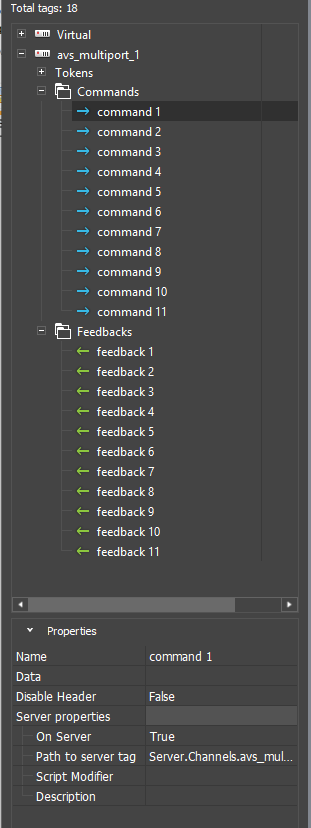 Total tags: 18
Virtual
avs_multiport_1
Tokens
Commands
command 1
command 2
command 3
command 4
command 5
command 6
command 7
command 8
command 9
command 10
command 11
Feedbacks
feedback 1
feedback 2
feedback 3
feedback 4
feedback 5
feedback 6
feedback 7
feedback 8
feedback 9
feedback 10
feedback 11
Properties
Name command 1
Data
Disable Header False
Server properties
On Server True
Path to server tag Server.Channels.avs_mul...
Script Modifier
Description